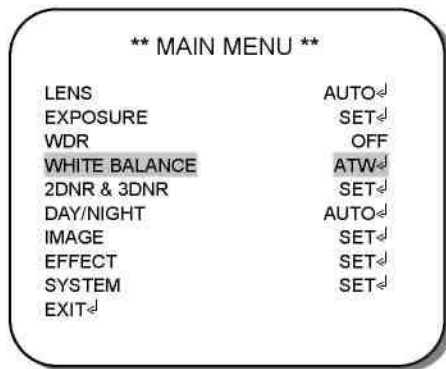 ** MAIN MENU **
LENS AUTO↵
EXPOSURE SET↵
WDR OFF
WHITE BALANCE ATW↵
2DNR & 3DNR SET↵
DAY/NIGHT AUTO↵
IMAGE SET↵
EFFECT SET↵
SYSTEM SET↵
EXIT↵